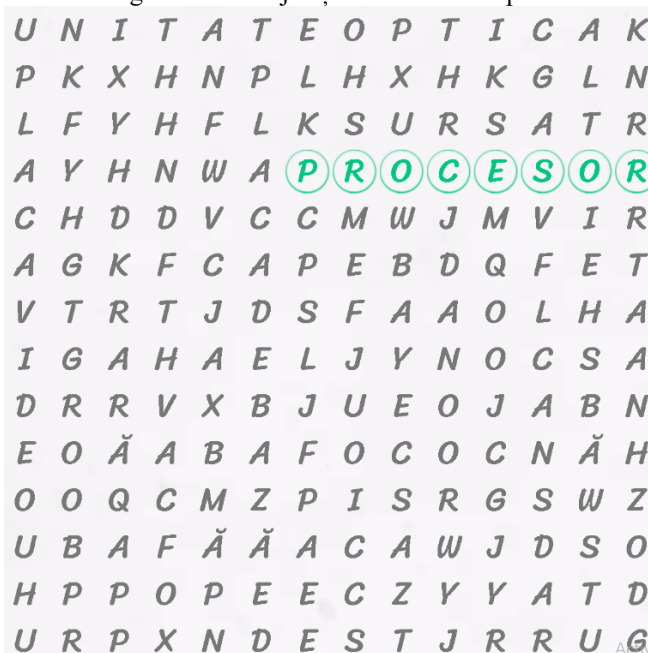 U N I T A T E O P T I C A K
P K X H N P L H X H K G L N
L F Y H F L K S U R S A T R
A Y H N W A P R O C E S O R
C H D D V C C M W J M V I R
A G K F C A P E B D Q F E T
V T R T J D S F A A O L H A
I G A H A E L J Y N O C S A
D R R V X B J U E O J A B N
E O Ă A B A F O C O C N Ă H
O O Q C M Z P I S R G S W Z
U B A F Ă Ă A C A W J D S O
H P P O P E E C Z Y Y A T D
U R P X N D E S T J R R U G